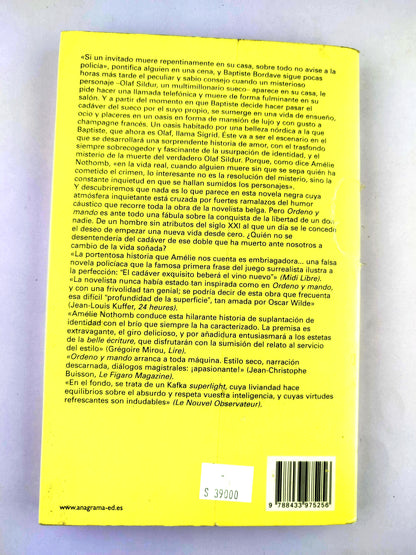 «Si un invitado muere repentinamente en su casa, sobre todo no avise a la
policía», pontifica alguien en una cena, y Baptiste Bordave sigue pocas
horas más tarde el peculiar y sabio consejo cuando un misterioso
personaje –Olaf Sildur, un multimillonario sueco– aparece en su casa, le
pide hacer una llamada telefónica y muere de forma fulminante en su
salón. Y a partir del momento en que Baptiste decide hacer pasar el
cadáver del sueco por el suyo propio, se sumerge en una vida de ensueño,
ocio y placeres en un oasis en forma de mansión de lujo y con gusto a
champagne francés. Un oasis habitado por una belleza nórdica a la que
Baptiste, que ahora es Olaf, llama Sigrid. Éste va a ser el escenario en el
que se desarrollará una sorprendente historia de amor, con el trasfondo
siempre sobrecogedor y fascinante de la usurpación de identidad, y el
misterio de la muerte del verdadero Olaf Sildur. Porque, como dice Amélie
Nothomb, «en la vida real, cuando alguien muere sin que se sepa quién ha
cometido el crimen, lo interesante no es la resolución del misterio, sino la
constante inquietud en que se hallan sumidos los personajes».
Y descubriremos que nada es lo que parece en esta novela negra cuya
atmósfera inquietante está cruzada por fuertes ramalazos del humor
cáustico que recorre toda la obra de la novelista belga. Pero Ordeno y
mando es ante todo una fábula sobre la conquista de la libertad de un don
nadie. De un hombre sin atributos del siglo XXI al que un día se le concede
el deseo de empezar una nueva vida desde cero. ¿Quién no se
desentendería del cadáver de ese doble que ha muerto ante nosotros a
cambio de la vida soñada?
«La portentosa historia que Amélie nos cuenta es embriagadora... una falsa
novela policíaca que la famosa primera frase del juego surrealista ilustra a
la perfección: "El cadáver exquisito beberá el vino nuevo"» (Midi Libre).
«La novelista nunca había estado tan inspirada como en Ordeno y mando,
y con una frivolidad tan genial; se podría decir de esta obra que frecuenta
esa difícil "profundidad de la superficie", tan amada por Oscar Wilde»
(Jean-Louis Kuffer, 24 heures).
«Amélie Nothomb conduce esta hilarante historia de suplantación de
identidad con el brío que siempre la ha caracterizado. La premisa es
extravagante, el giro delicioso, y por añadidura entusiasmará a los estetas
de la belle écriture, que disfrutarán con la sumisión del relato al servicio
del estilo» (Grégoire Mirou, Lire).
«Ordeno y mando arranca a toda máquina. Estilo seco, narración
descarnada, diálogos magistrales: ¡apasionante!» (Jean-Christophe
Buisson, Le Figaro Magazine).
«En el fondo, se trata de un Kafka superlight, cuya liviandad hace
equilibrios sobre el absurdo y respeta vuestra inteligencia, y cuyas virtudes
refrescantes son indudables» (Le Nouvel Observateur).
$ 39000
www.anagrama-ed.es
9 788433 975256